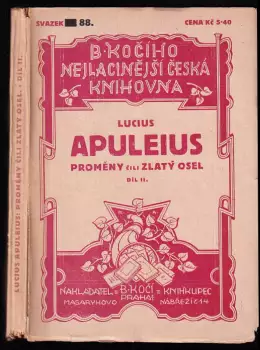 LUCIUS APULEIUS: PROMĚNY ČILI ZLATÝ OSEL - DÍL II.
SVAZEK 88.
CENA Kč 5·40
B·KOČÍHO
NEJLACINĚJŠÍ ČESKÁ
KNIHOVNA
LUCIUS
APULEIUS
PROMĚNY ČILI ZLATÝ OSEL
DÍL II.
NAKLADATEL B·KOČÍ KNIHKUPEC
PRAHA I
MASARYKOVO NÁBŘEŽÍ Č 14